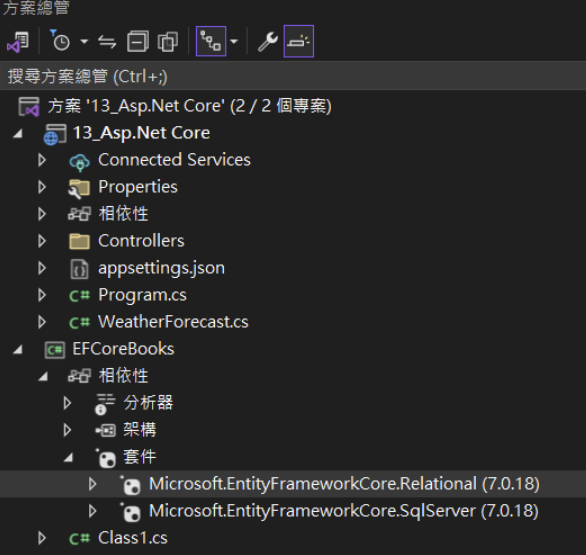 方案總管
搜尋方案總管 (Ctrl+;)
方案 '13_Asp.Net Core' (2 / 2 個專案)
13_Asp.Net Core
Connected Services
Properties
相依性
Controllers
appsettings.json
C# Program.cs
C# WeatherForecast.cs
C# EFCoreBooks
相依性
分析器
架構
套件
Microsoft.EntityFrameworkCore.Relational (7.0.18)
Microsoft.EntityFrameworkCore.SqlServer (7.0.18)
C# Class1.cs